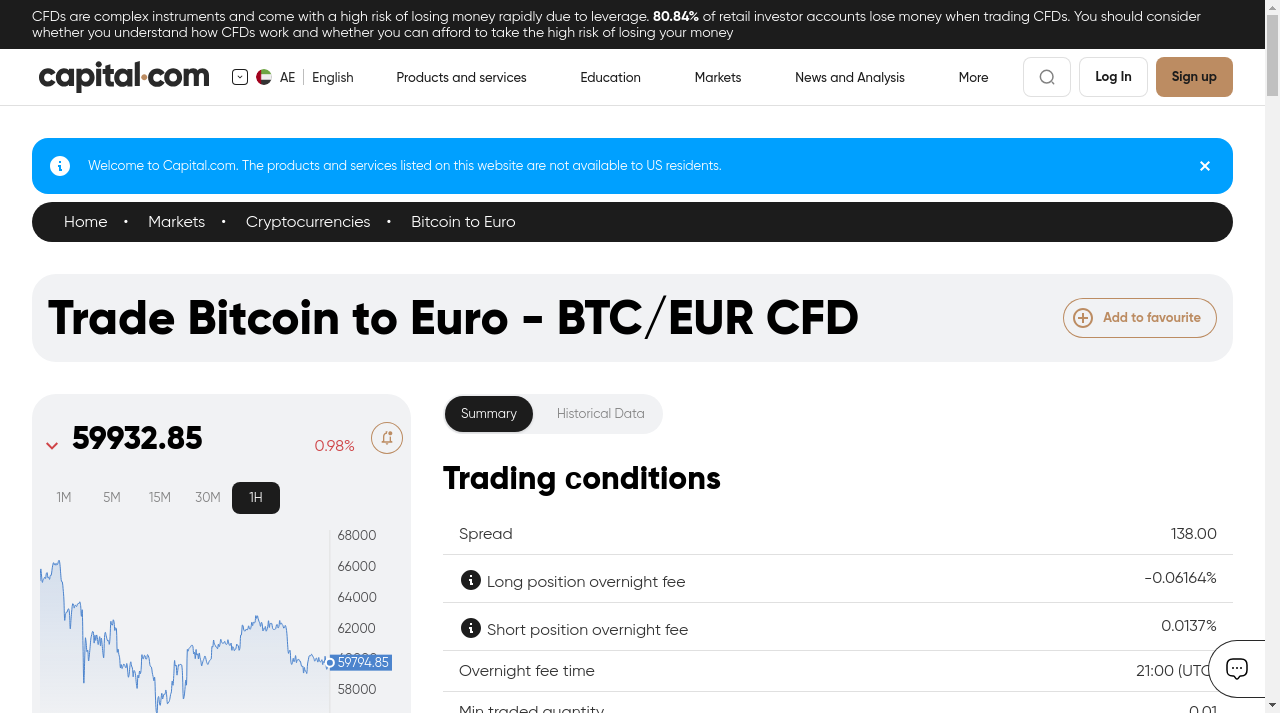 CFDs are complex instruments and come with a high risk of losing money rapidly due to leverage. 80.84% of retail investor accounts lose money when trading CFDs. You should consider
whether you understand how CFDs work and whether you can afford to take the high risk of losing your money
capital.com
AE English Products and services Education Markets News and Analysis More Log In Sign up
Welcome to Capital.com. The products and services listed on this website are not available to US residents.
Home • Markets • Cryptocurrencies • Bitcoin to Euro
Trade Bitcoin to Euro - BTC/EUR CFD
Add to favourite
59932.85
0.98%
1M 5M 15M 30M 1H
68000
66000
64000
62000
59794.85
58000
Summary Historical Data
Trading conditions
Spread 138.00
Long position overnight fee -0.06164%
Short position overnight fee 0.0137%
Overnight fee time 21:00 (UTC)
Min traded quantity 0.01